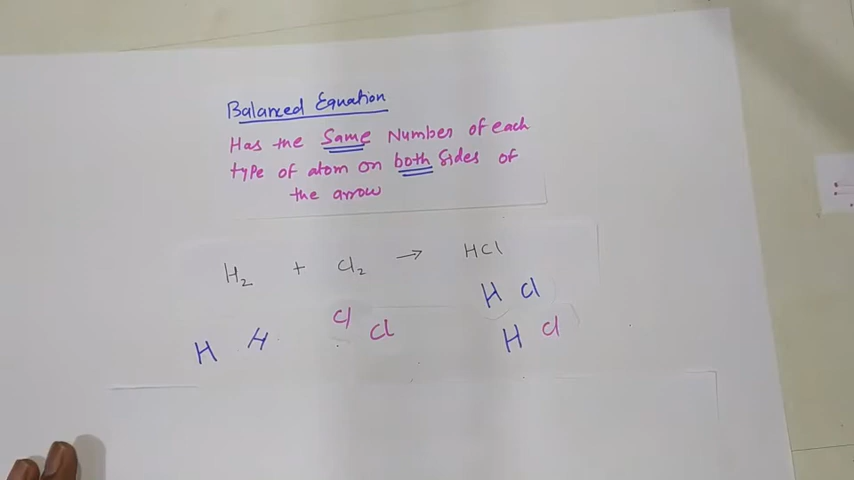 Balanced Equation
Has the Same Number of each
type of atom on both sides of
the arrow
H₂ + Cl₂ → HCl
H Cl
H H Cl Cl H Cl